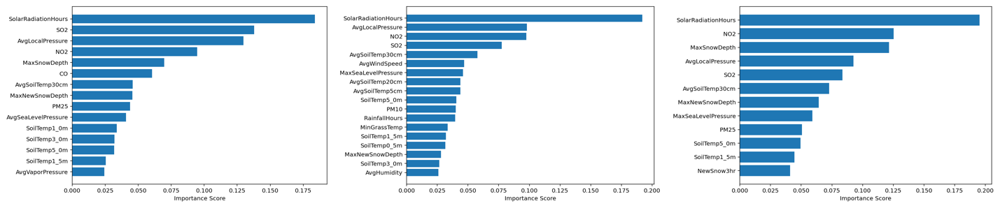 SolarRadiationHours
SO2
AvgLocalPressure
NO2
MaxSnowDepth
CO
AvgSoilTemp30cm
MaxNewSnowDepth
PM25
AvgSeaLevelPressure
SoilTemp1_0m
SoilTemp3_0m
SoilTemp5_0m
SoilTemp1_5m
AvgVaporPressure
0.000 0.025 0.050 0.075 0.100 0.125 0.150 0.175
Importance Score
SolarRadiationHours
AvgLocalPressure
NO2
SO2
AvgSoilTemp30cm
AvgWindSpeed
MaxSeaLevelPressure
AvgSoilTemp20cm
AvgSoilTemp5cm
SoilTemp5_0m
PM10
RainfallHours
MinGrassTemp
SoilTemp1_5m
SoilTemp0_5m
MaxNewSnowDepth
SoilTemp3_0m
AvgHumidity
0.000 0.025 0.050 0.075 0.100 0.125 0.150 0.175 0.200
Importance Score
SolarRadiationHours
NO2
MaxSnowDepth
AvgLocalPressure
SO2
AvgSoilTemp30cm
MaxNewSnowDepth
MaxSeaLevelPressure
PM25
SoilTemp5_0m
SoilTemp1_5m
NewSnow3hr
0.000 0.025 0.050 0.075 0.100 0.125 0.150 0.175 0.200
Importance Score